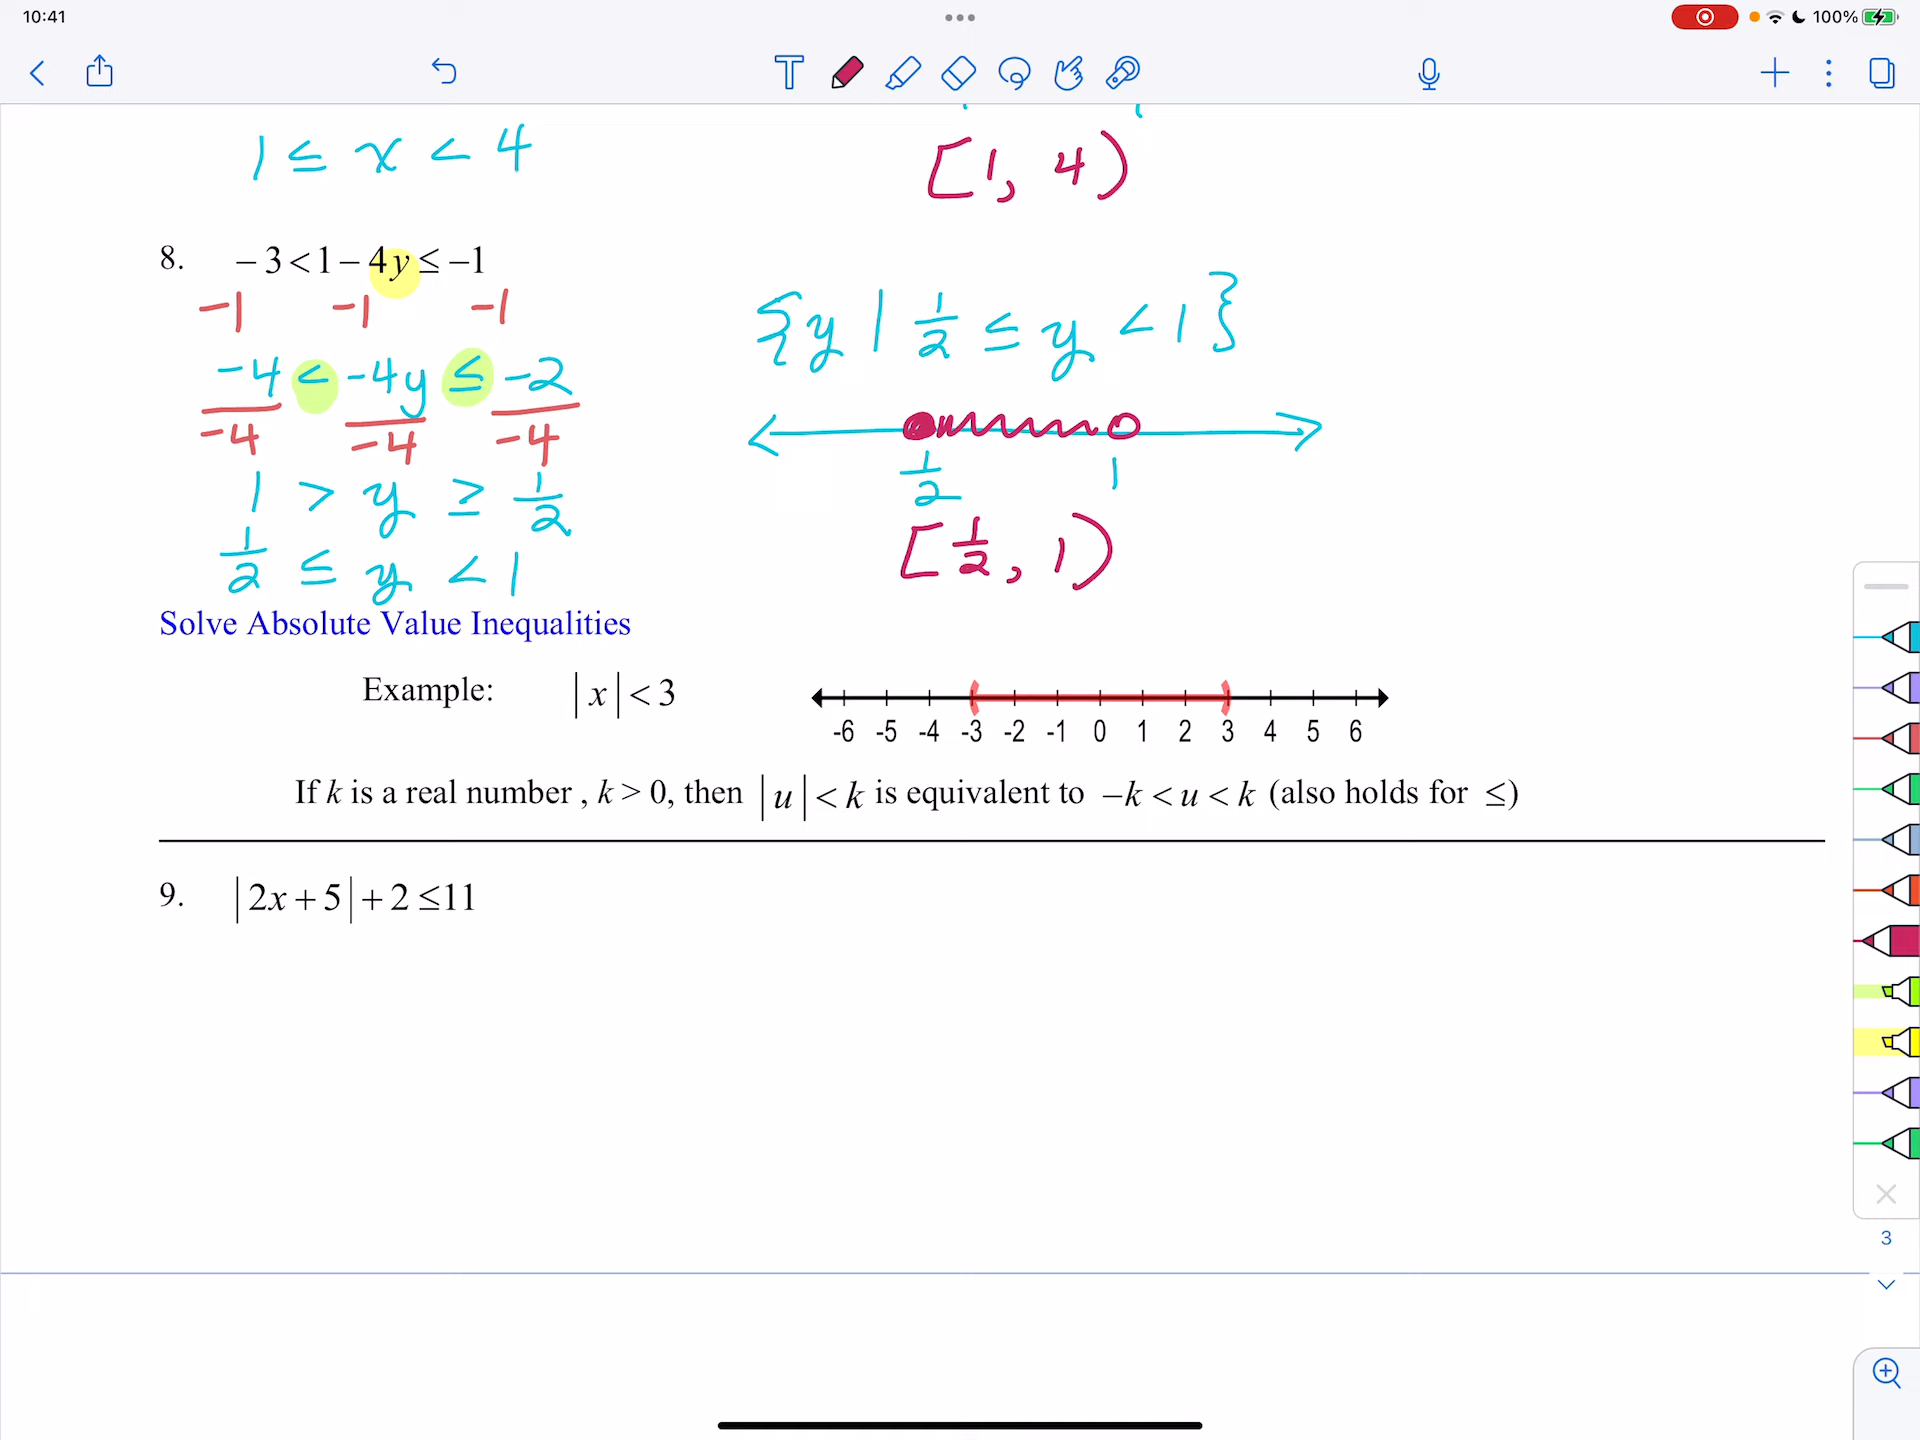 10:41
100%
1 ≤ x < 4
[1, 4)
8. −3 < 1 − 4y ≤ −1
−1 −1 −1
{y | 1/2 ≤ y < 1}
−4 < −4y ≤ −2
−4 −4 −4
1/2 1
1 > y ≥ 1/2
[1/2, 1)
1/2 ≤ y < 1
Solve Absolute Value Inequalities
Example: |x| < 3
-6 -5 -4 -3 -2 -1 0 1 2 3 4 5 6
If k is a real number , k > 0, then |u| < k is equivalent to −k < u < k (also holds for ≤)
9. |2x + 5| + 2 ≤ 11
3